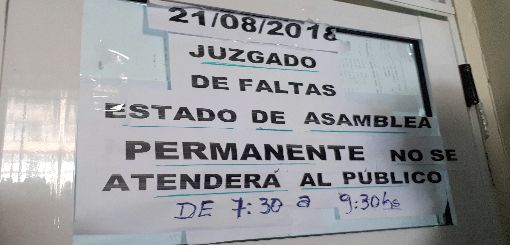 21/08/2018
JUZGADO
DE FALTAS
ESTADO DE ASAMBLEA
PERMANENTE NO SE
ATENDERÁ AL PÚBLICO
DE 7:30 a 9:30hs